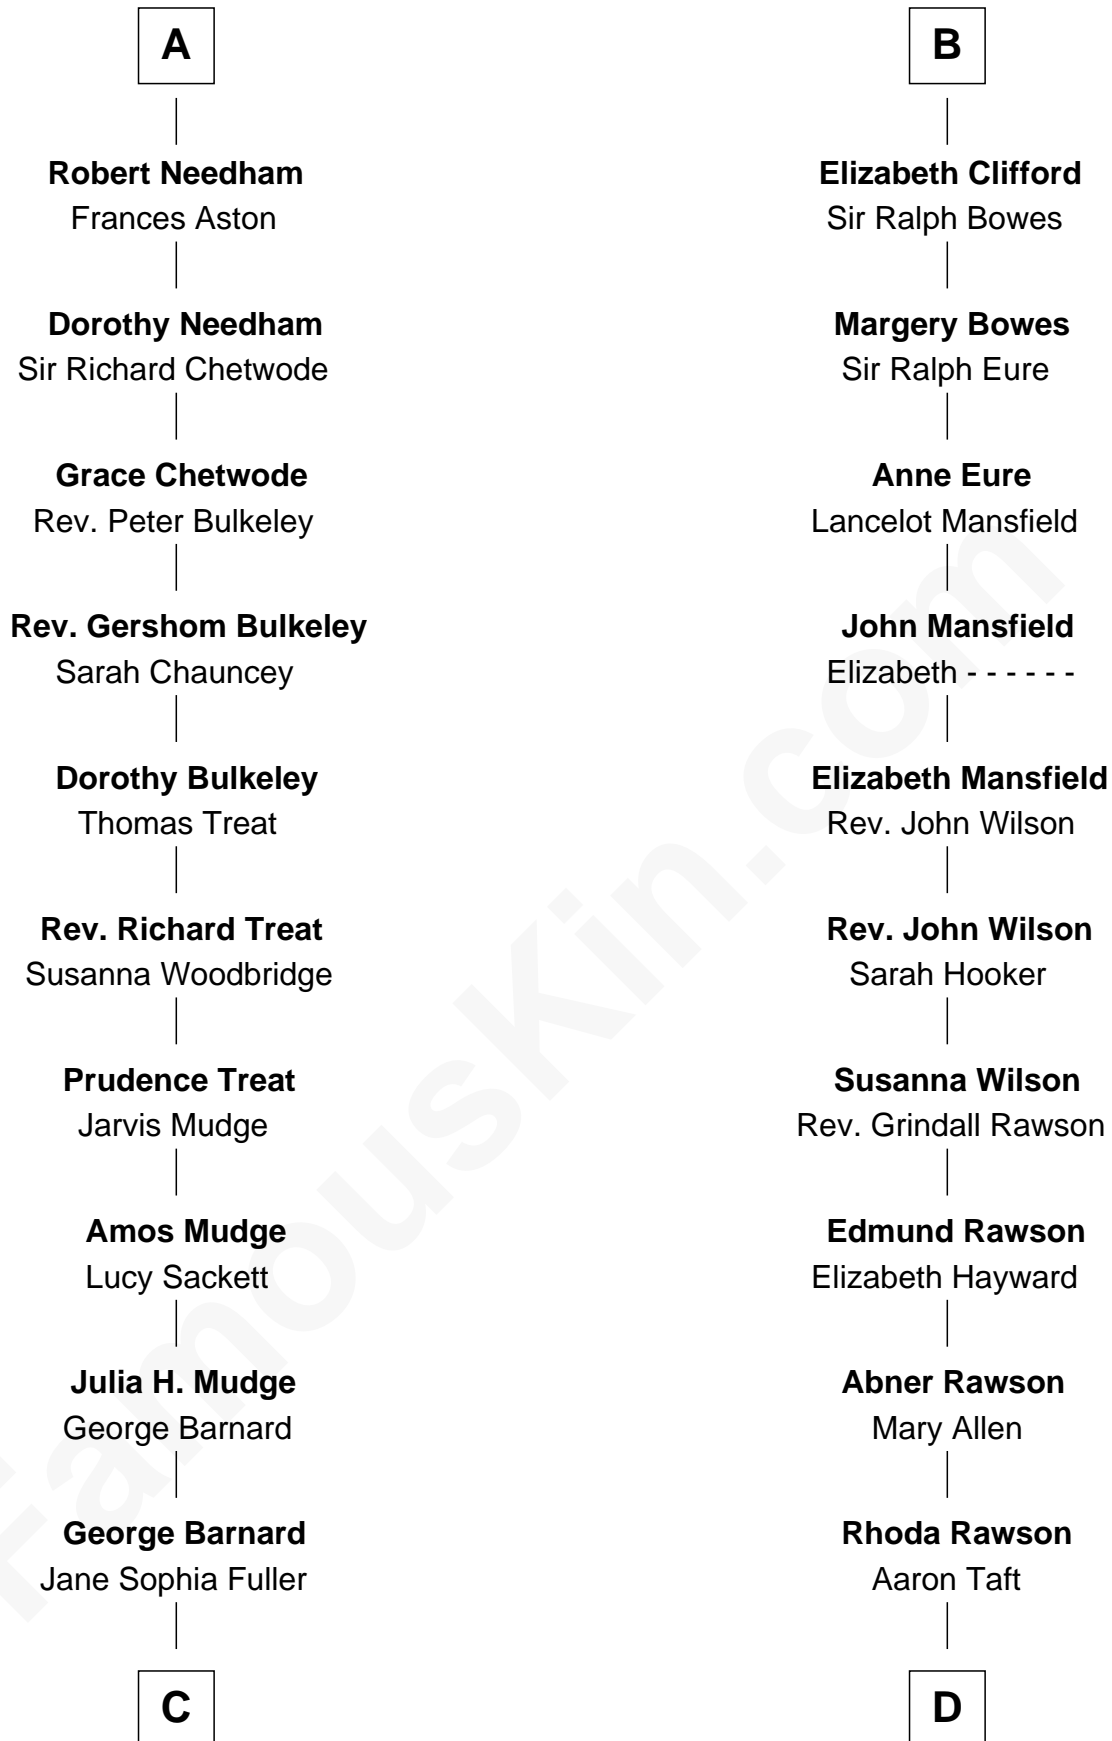 A
Robert Needham
Frances Aston
Dorothy Needham
Sir Richard Chetwode
Grace Chetwode
Rev. Peter Bulkeley
Rev. Gershom Bulkeley
Sarah Chauncey
Dorothy Bulkeley
Thomas Treat
Rev. Richard Treat
Susanna Woodbridge
Prudence Treat
Jarvis Mudge
Amos Mudge
Lucy Sackett
Julia H. Mudge
George Barnard
George Barnard
Jane Sophia Fuller
C
B
Elizabeth Clifford
Sir Ralph Bowes
Margery Bowes
Sir Ralph Eure
Anne Eure
Lancelot Mansfield
John Mansfield
Elizabeth - - - - - -
Elizabeth Mansfield
Rev. John Wilson
Rev. John Wilson
Sarah Hooker
Susanna Wilson
Rev. Grindall Rawson
Edmund Rawson
Elizabeth Hayward
Abner Rawson
Mary Allen
Rhoda Rawson
Aaron Taft
D
FamousKin.com